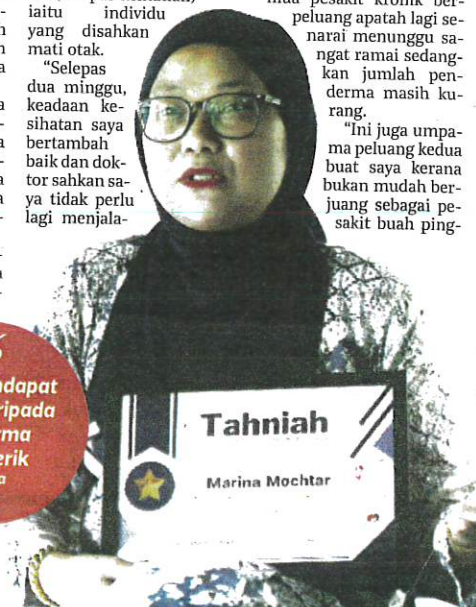 iaitu individu
yang disahkan
mati otak.
"Selepas
dua minggu,
keadaan ke-
sihatan saya
bertambah
baik dan dok-
tor sahkan sa-
ya tidak perlu
lagi menjala-
pesakit kronik ber-
peluang apatah lagi se-
narai menunggu sa-
ngat ramai sedang-
kan jumlah pen-
derma masih ku-
rang.
"Ini juga umpa-
ma peluang kedua
buat saya kerana
bukan mudah ber-
juang sebagai pe-
sakit buah ping-
Tahniah
Marina Mochtar